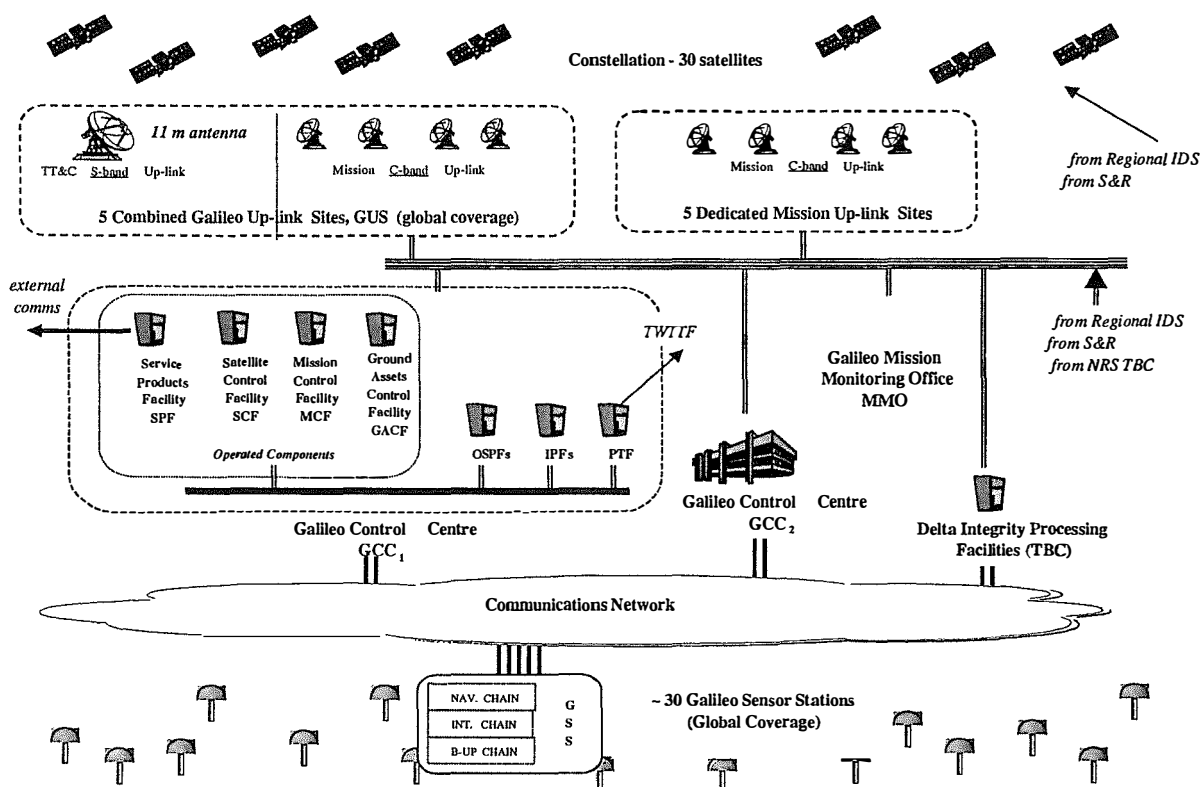 Constellation - 30 satellites
11 m antenna
TT&C S-band Up-link
Mission C-band Up-link
5 Combined Galileo Up-link Sites, GUS (global coverage)
Mission C-band Up-link
5 Dedicated Mission Up-link Sites
from Regional IDS
from S&R
external
comms
Service
Products
Facility
SPF
Satellite
Control
Facility
SCF
Mission
Control
Facility
MCF
Ground
Assets
Control
Facility
GACF
Operated Components
OSPFs
IPFs
PTF
Galileo Mission
Monitoring Office
MMO
from Regional IDS
from S&R
from NRS TBC
Galileo Control Centre
GCC1
Galileo Control Centre
GCC2
Delta Integrity Processing
Facilities (TBC)
Communications Network
NAV. CHAIN
INT. CHAIN
B-UP CHAIN
G
S
S
~ 30 Galileo Sensor Stations
(Global Coverage)